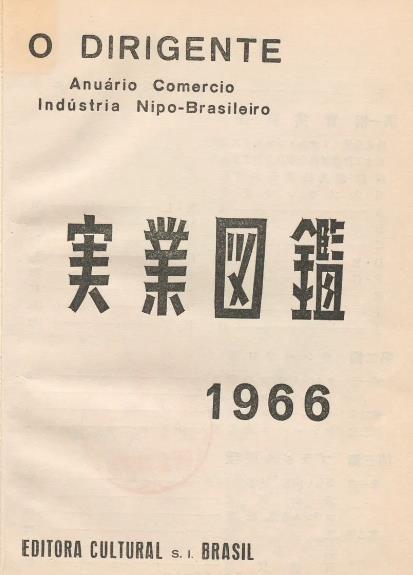 O DIRIGENTE
Anuário Comercio
Indústria Nipo-Brasileiro
実業図鑑
1966
EDITORA CULTURAL S. I. BRASIL